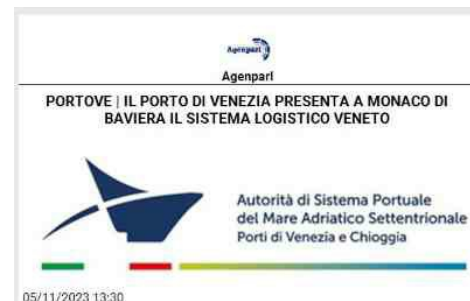 Agenparl
Agenparl
PORTOVE | IL PORTO DI VENEZIA PRESENTA A MONACO DI
BAVIERA IL SISTEMA LOGISTICO VENETO
Autorità di Sistema Portuale
del Mare Adriatico Settentrionale
Porti di Venezia e Chioggia
05/11/2023 13:30